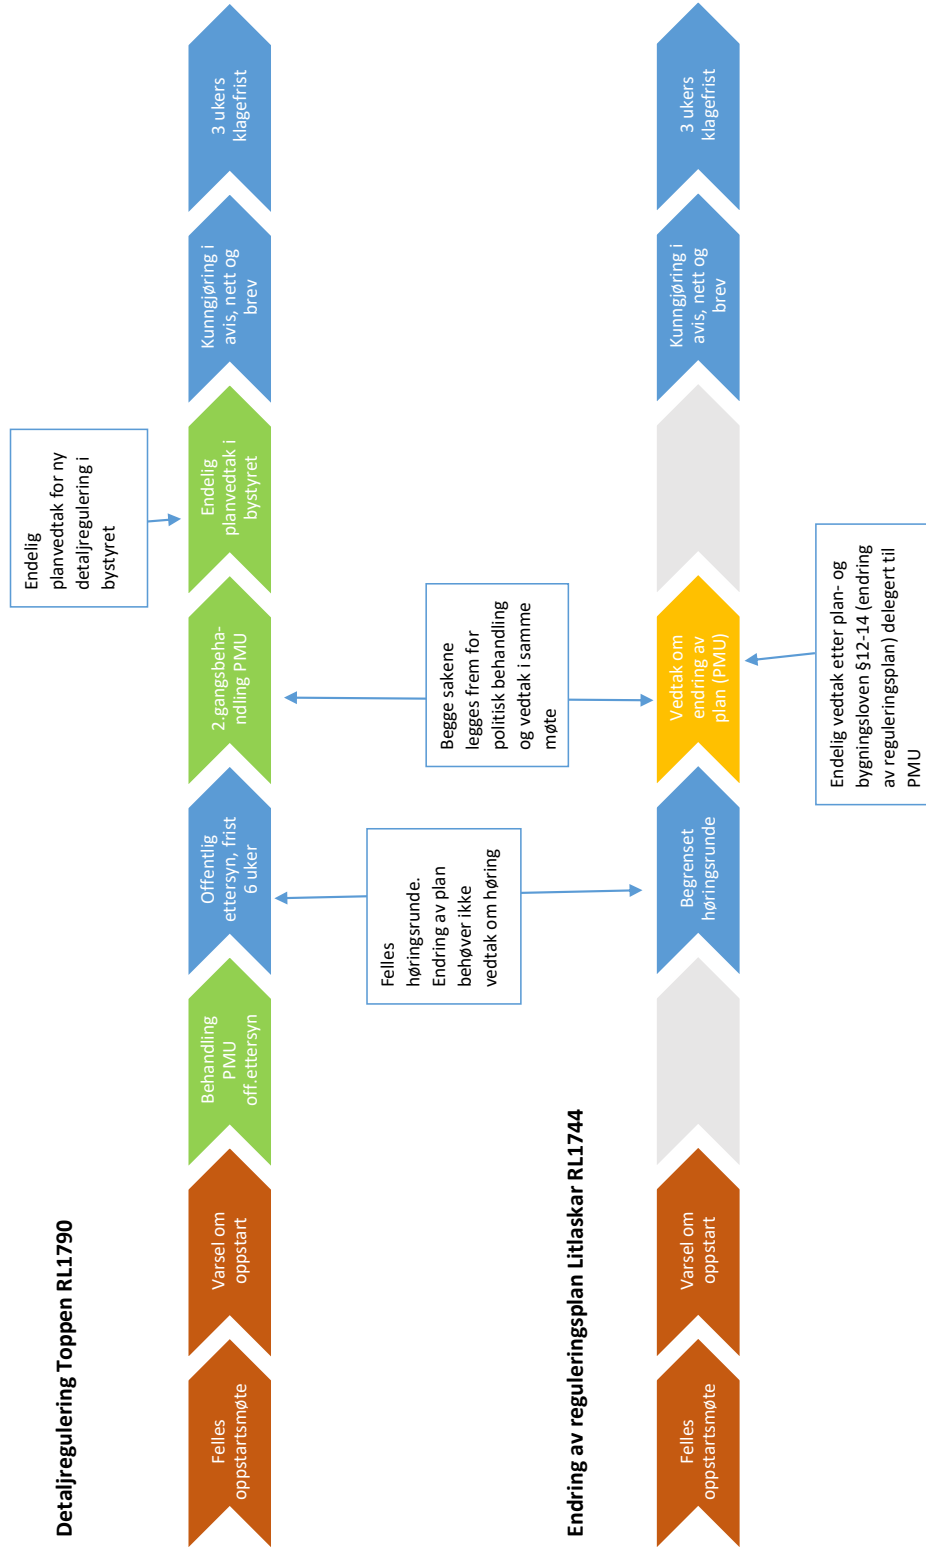 Detaljregulering Toppen RL1790
Endelig
planvedtak for ny
detaljregulering i
bystyret
Felles
oppstartsmøte
Varsel om
oppstart
Behandling
PMU
off.ettersyn
Offentlig
ettersyn, frist
6 uker
2-gangsbeha-
ndling PMU
Endelig
planvedtak i
bystyret
Kunngjøring i
avis, nett og
brev
3 ukers
klagefrist
Felles
høringsrunde.
Endring av plan
behøver ikke
vedtak om høring
Begge sakene
legges frem for
politisk behandling
og vedtak i samme
møte
Endring av reguleringsplan Litlaskar RL1744
Felles
oppstartsmøte
Varsel om
oppstart
Begrenset
høringsrunde
Vedtak om
endring av
plan (PMU)
Kunngjøring i
avis, nett og
brev
3 ukers
klagefrist
Endelig vedtak etter plan- og
bygningsloven §12-14 (endring
av reguleringsplan) delegert til
PMU